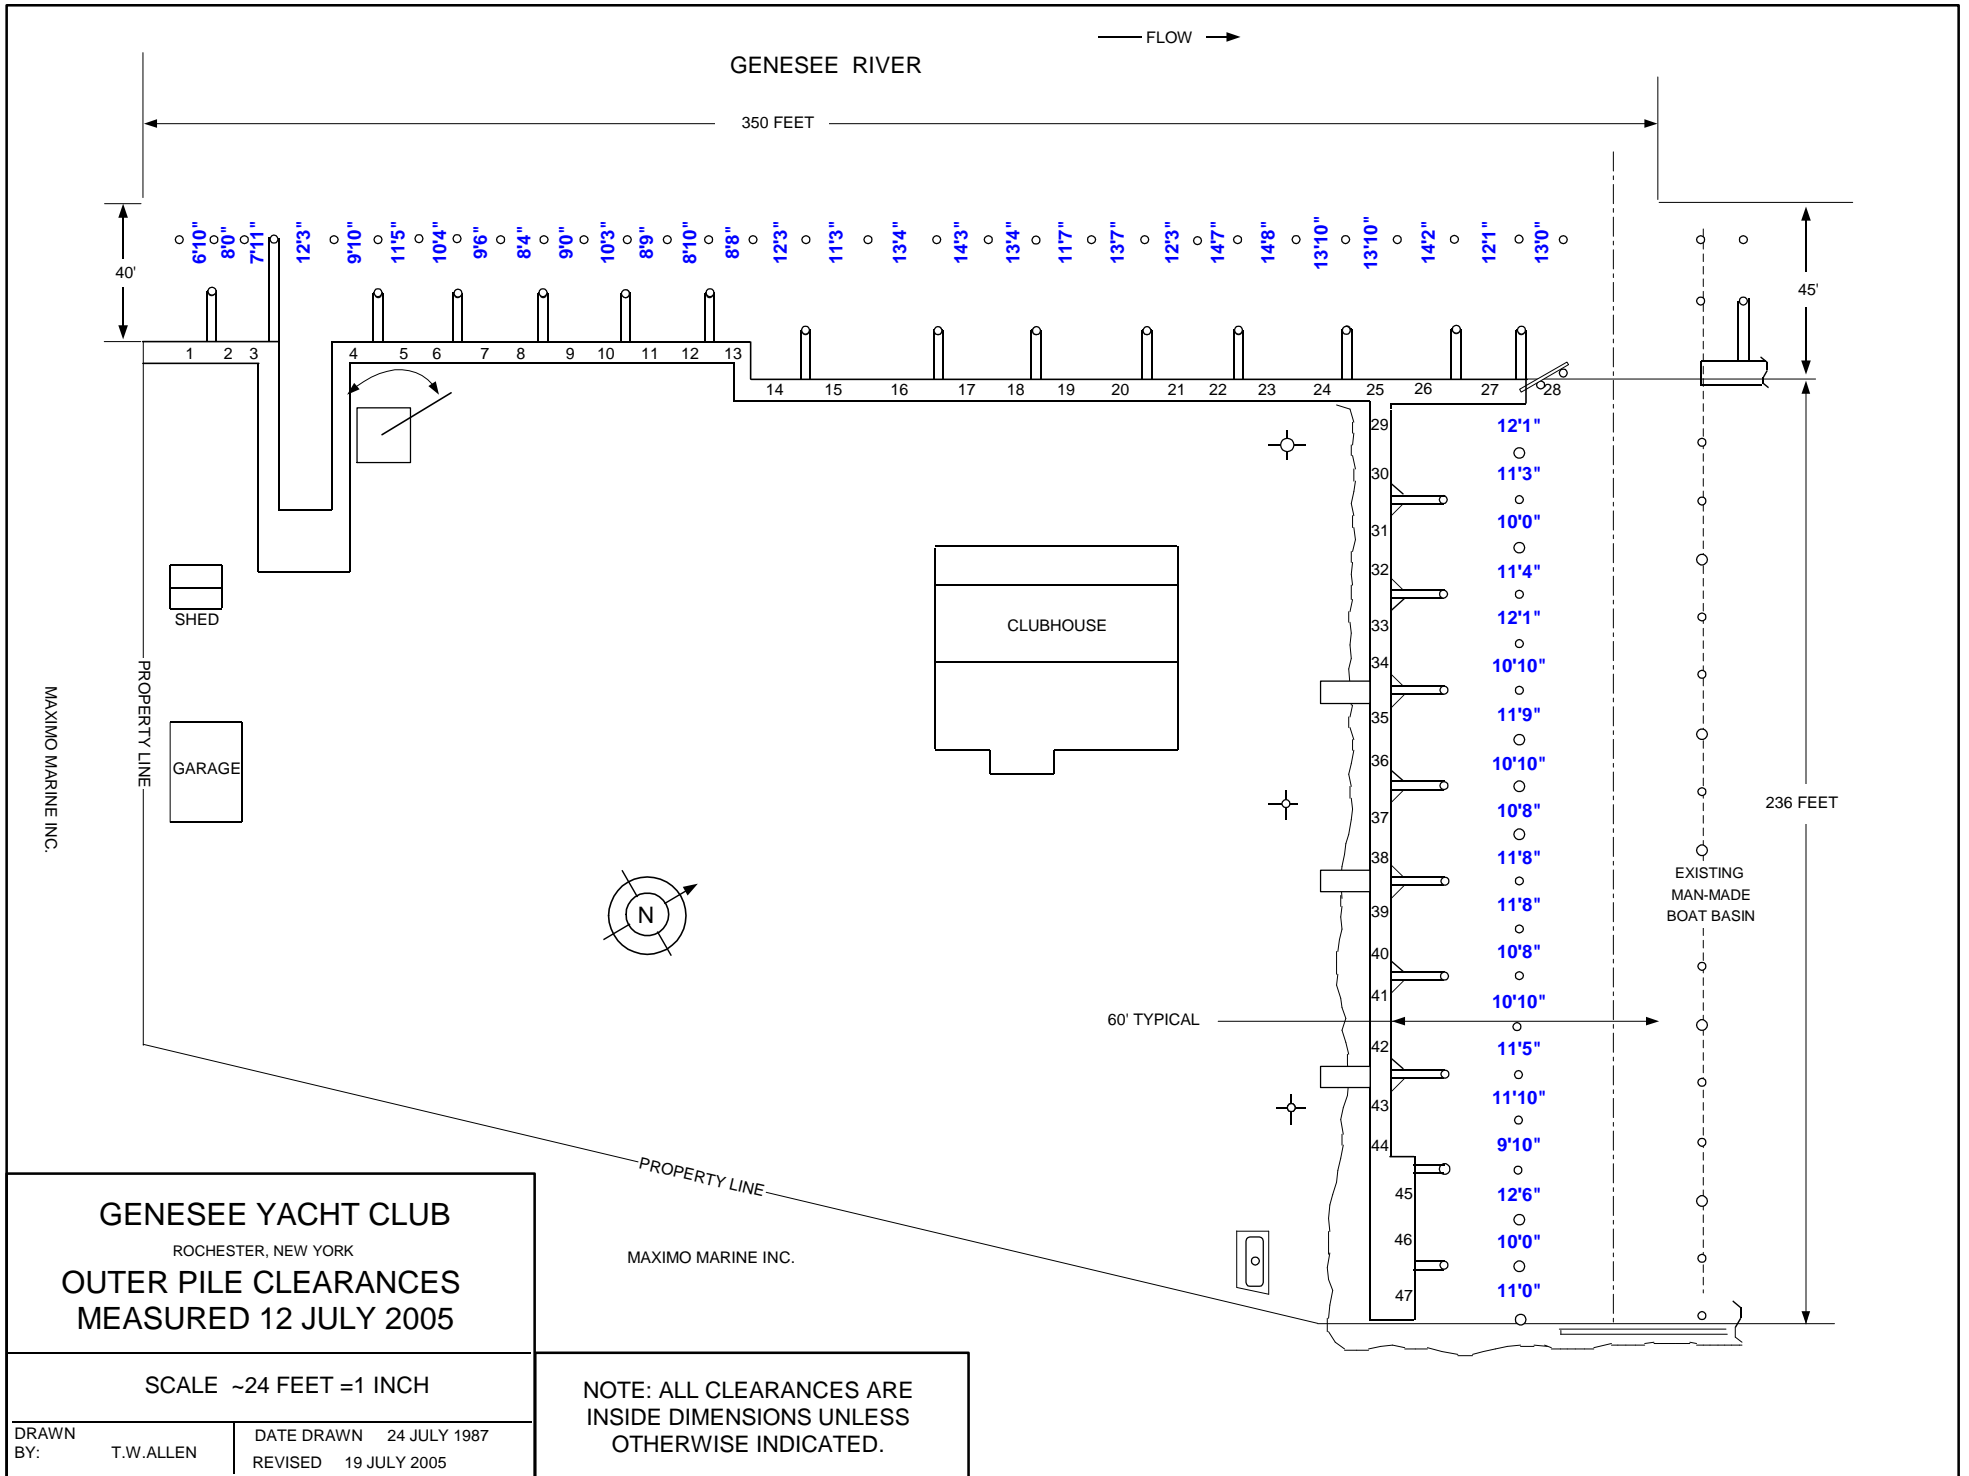 FLOW
GENESEE RIVER
350 FEET
6'10"
8'0"
7'11"
12'3"
9'10"
11'5"
10'4"
9'6"
8'4"
9'0"
10'3"
8'9"
8'10"
8'8"
12'3"
11'3"
13'4"
14'3"
13'4"
11'7"
13'7"
12'3"
14'7"
14'8"
13'10"
13'10"
14'2"
12'1"
13'0"
40'
45'
1 2 3 4 5 6 7 8 9 10 11 12 13
14 15 16 17 18 19 20 21 22 23 24 25 26 27 28
29
12'1"
30
11'3"
31
10'0"
32
11'4"
33
12'1"
34
10'10"
35
11'9"
36
10'10"
37
10'8"
38
11'8"
39
11'8"
40
10'8"
41
10'10"
42
11'5"
43
11'10"
44
9'10"
45
12'6"
46
10'0"
47
11'0"
SHED
CLUBHOUSE
PROPERTY LINE
MAXIMO MARINE INC.
GARAGE
236 FEET
EXISTING
MAN-MADE
BOAT BASIN
N
60' TYPICAL
PROPERTY LINE
MAXIMO MARINE INC.
GENESEE YACHT CLUB
ROCHESTER, NEW YORK
OUTER PILE CLEARANCES
MEASURED 12 JULY 2005
SCALE ~24 FEET =1 INCH
DRAWN
BY: T.W.ALLEN
DATE DRAWN 24 JULY 1987
REVISED 19 JULY 2005
NOTE: ALL CLEARANCES ARE
INSIDE DIMENSIONS UNLESS
OTHERWISE INDICATED.